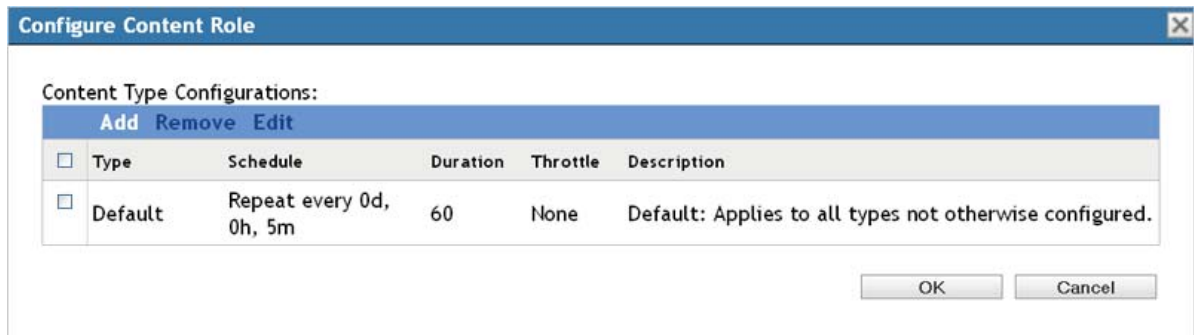 Configure Content Role
Content Type Configurations:
Add Remove Edit
Type Schedule Duration Throttle Description
Default Repeat every 0d, 60 None Default: Applies to all types not otherwise configured.
0h, 5m
OK Cancel